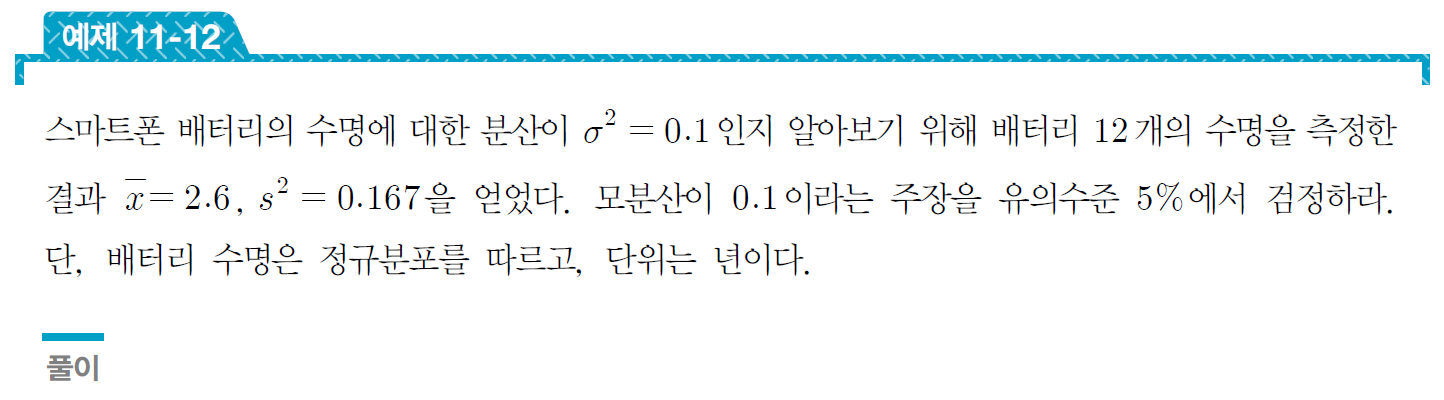 예제 11-12
스마트폰 배터리의 수명에 대한 분산이 σ² = 0.1인지 알아보기 위해 배터리 12개의 수명을 측정한
결과 x̄ = 2.6, s² = 0.167을 얻었다. 모분산이 0.1이라는 주장을 유의수준 5%에서 검정하라.
단, 배터리 수명은 정규분포를 따르고, 단위는 년이다.
풀이